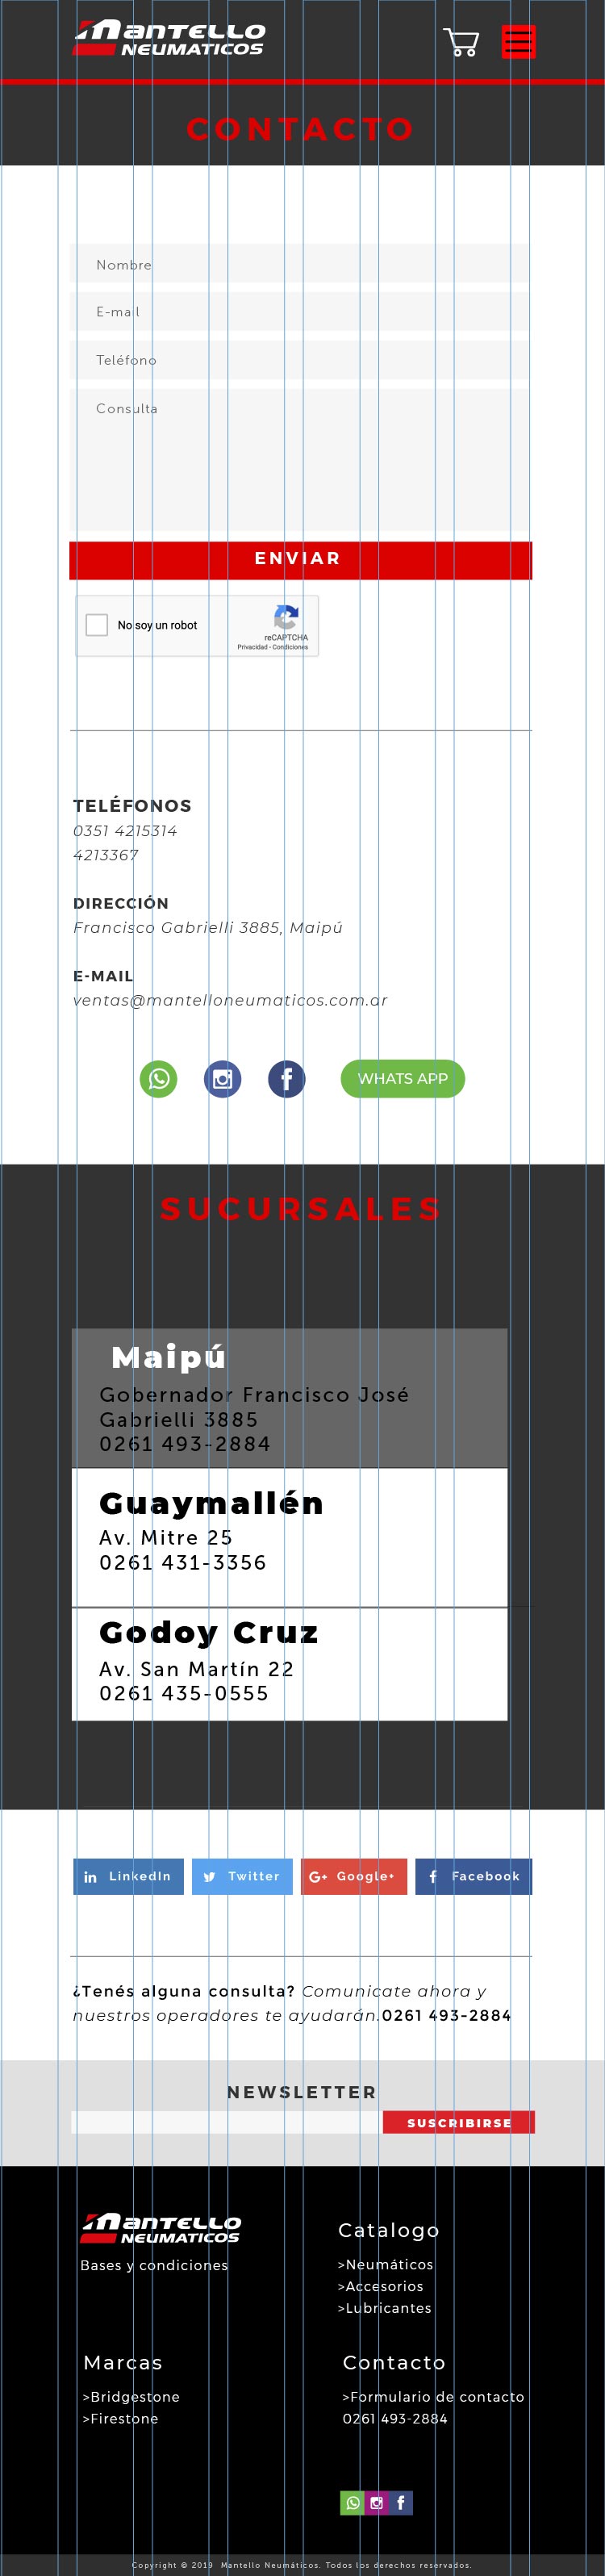 mantello
NEUMATICOS
CONTACTO
Nombre
E-mail
Teléfono
Consulta
ENVIAR
No soy un robot
reCAPTCHA
Privacidad - Condiciones
TELÉFONOS
0351 4215314
4213367
DIRECCIÓN
Francisco Gabrielli 3885, Maipú
E-MAIL
ventas@mantelloneumaticos.com.ar
WHATS APP
SUCURSALES
Maipú
Gobernador Francisco José
Gabrielli 3885
0261 493-2884
Guaymallén
Av. Mitre 25
0261 431-3356
Godoy Cruz
Av. San Martín 22
0261 435-0555
in LinkedIn Twitter G+ Google+ f Facebook
¿Tenés alguna consulta? Comunicate ahora y
nuestros operadores te ayudarán.0261 493-2884
NEWSLETTER
SUSCRIBIRSE
mantello
NEUMATICOS
Bases y condiciones
Catalogo
>Neumáticos
>Accesorios
>Lubricantes
Marcas
>Bridgestone
>Firestone
Contacto
>Formulario de contacto
0261 493-2884
Copyright © 2019 Mantello Neumáticos. Todos los derechos reservados.